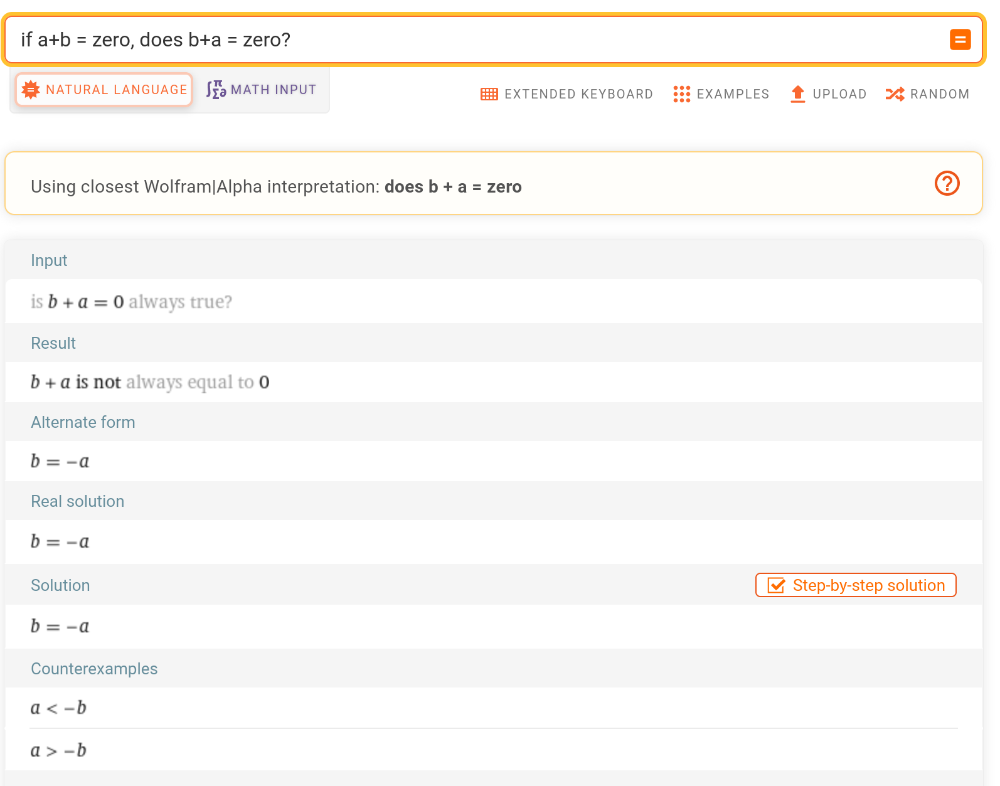 if a+b = zero, does b+a = zero?
NATURAL LANGUAGE
∫πΣ∂ MATH INPUT
EXTENDED KEYBOARD
EXAMPLES
UPLOAD
RANDOM
Using closest Wolfram|Alpha interpretation: does b + a = zero
Input
is b + a = 0 always true?
Result
b + a is not always equal to 0
Alternate form
b = −a
Real solution
b = −a
Solution
Step-by-step solution
b = −a
Counterexamples
a < −b
a > −b